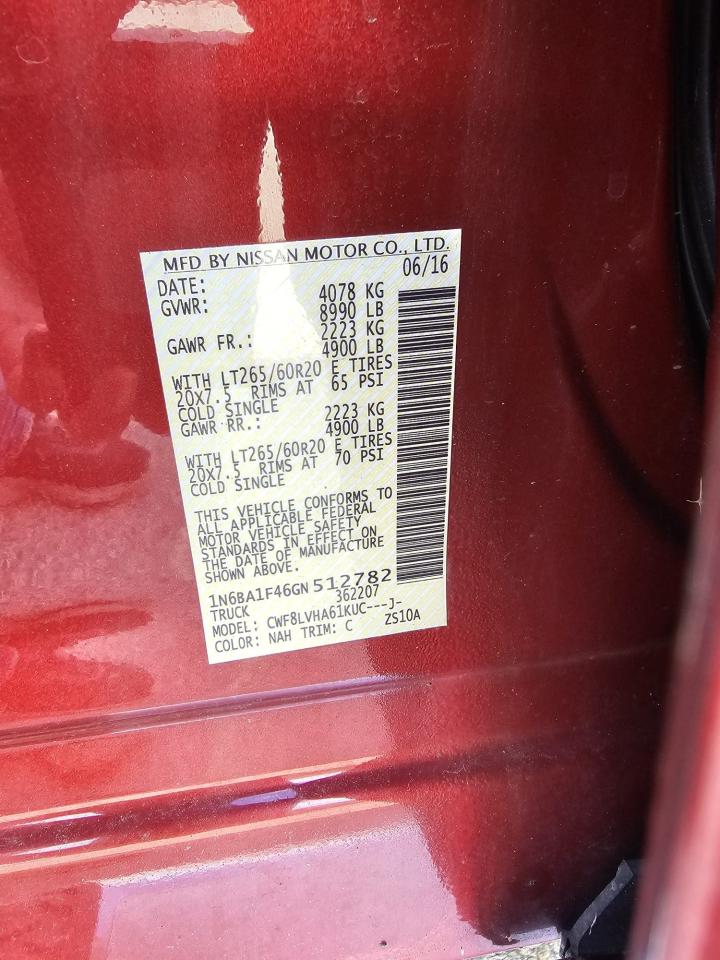 MFD BY NISSAN MOTOR CO., LTD.
DATE: 06/16
GVWR: 4078 KG
8990 LB
GAWR FR.: 2223 KG
4900 LB
WITH LT265/60R20 E TIRES
20X7.5 RIMS AT 65 PSI
COLD SINGLE
GAWR RR.: 2223 KG
4900 LB
WITH LT265/60R20 E TIRES
20X7.5 RIMS AT 70 PSI
COLD SINGLE
THIS VEHICLE CONFORMS TO
ALL APPLICABLE FEDERAL
MOTOR VEHICLE SAFETY
STANDARDS IN EFFECT ON
THE DATE OF MANUFACTURE
SHOWN ABOVE.
1N6BA1F46GN512782
TRUCK 362207
MODEL: CWF8LVHA61KUC---J-
COLOR: NAH TRIM: C ZS10A